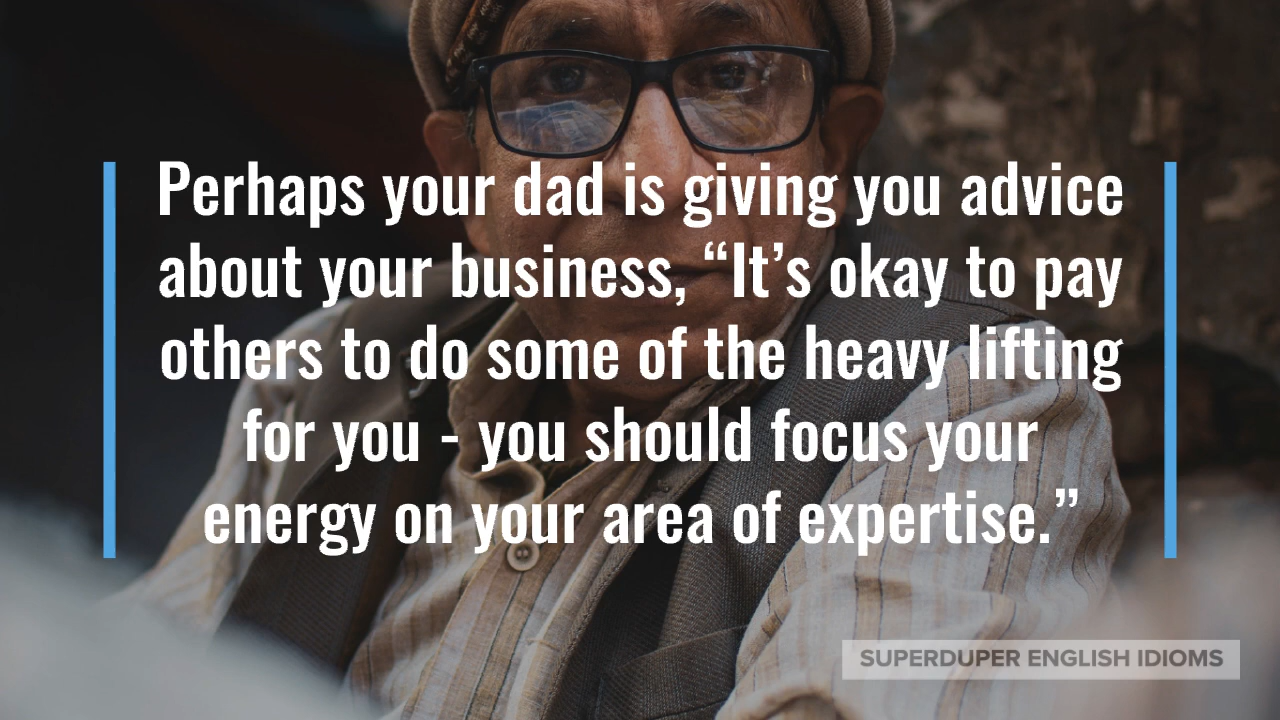 Perhaps your dad is giving you advice
about your business, “It’s okay to pay
others to do some of the heavy lifting
for you - you should focus your
energy on your area of expertise.”
SUPERDUPER ENGLISH IDIOMS